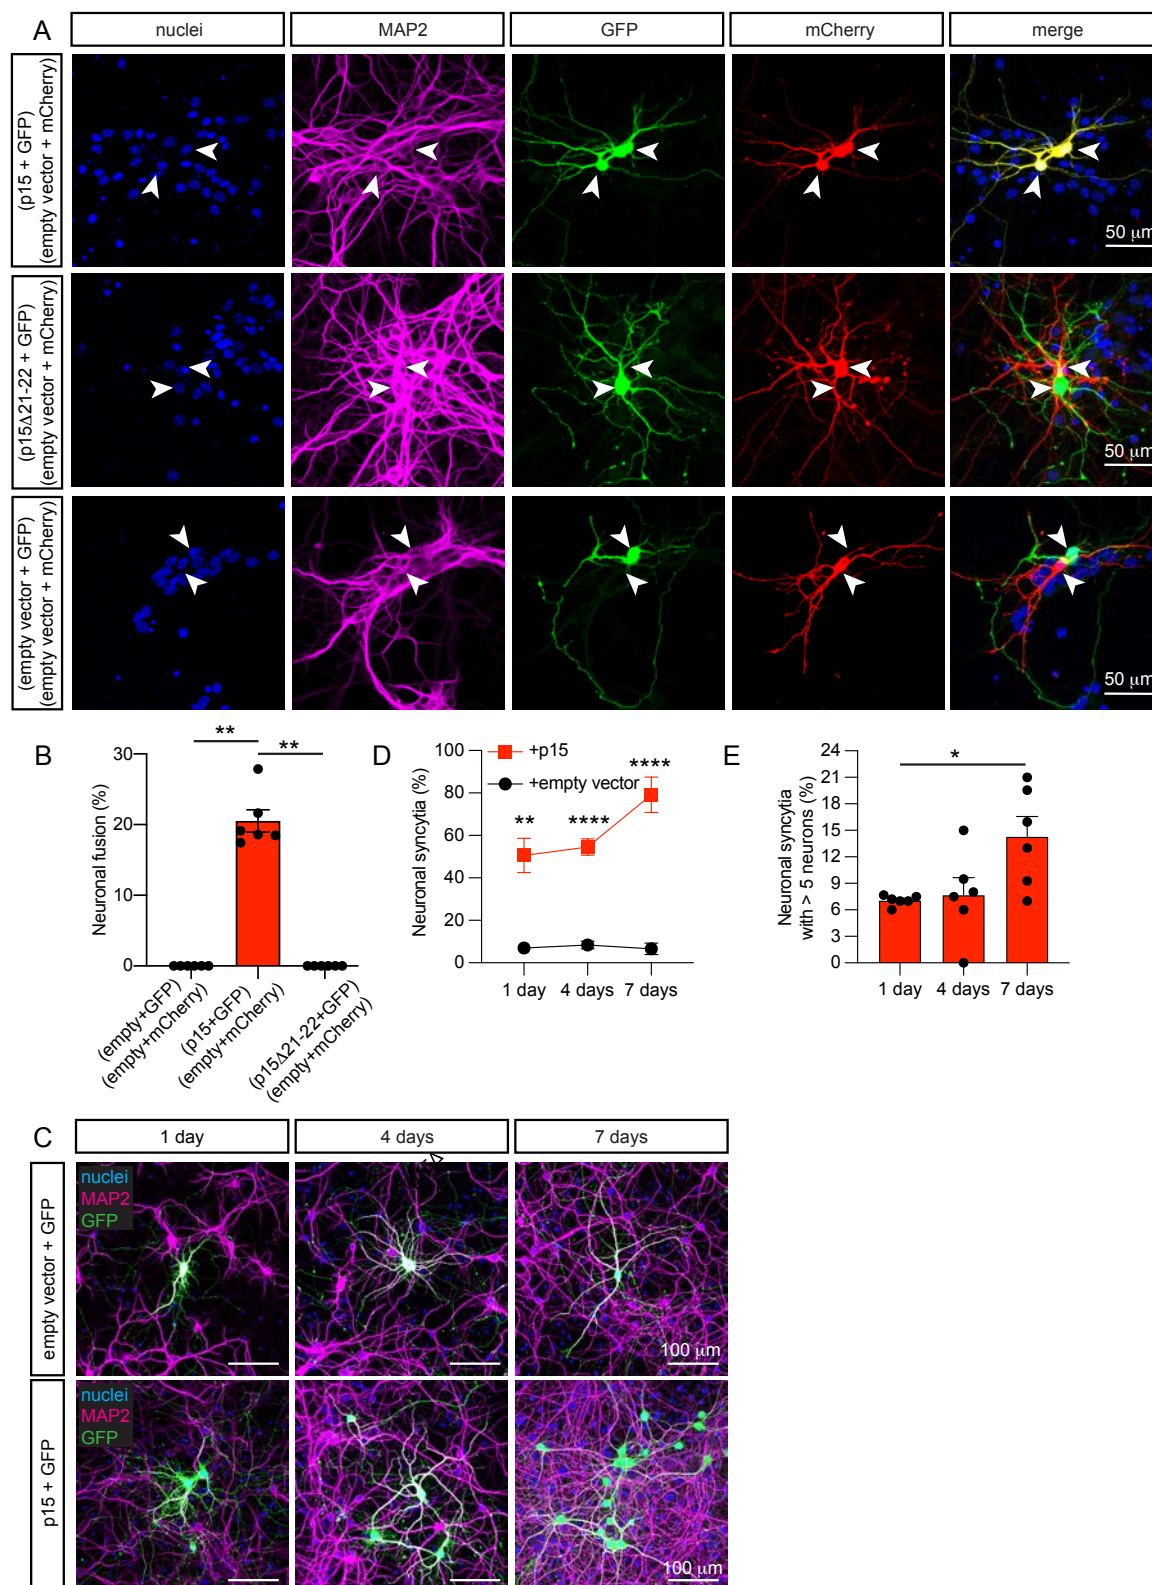 A
nuclei
MAP2
GFP
mCherry
merge
(p15 + GFP)
(empty vector + mCherry)
50 μm
(p15Δ21-22 + GFP)
(empty vector + mCherry)
50 μm
(empty vector + GFP)
(empty vector + mCherry)
50 μm
B
Neuronal fusion (%)
30
20
10
0
**
**
(empty+GFP)
(empty+mCherry)
(p15+GFP)
(empty+mCherry)
(p15Δ21-22+GFP)
(empty+mCherry)
D
Neuronal syncytia (%)
100
80
60
40
20
0
+p15
+empty vector
**
****
****
1 day
4 days
7 days
E
Neuronal syncytia
with > 5 neurons (%)
24
21
18
15
12
9
6
3
0
*
1 day
4 days
7 days
C
1 day
4 days
7 days
empty vector + GFP
nuclei
MAP2
GFP
100 μm
p15 + GFP
nuclei
MAP2
GFP
100 μm